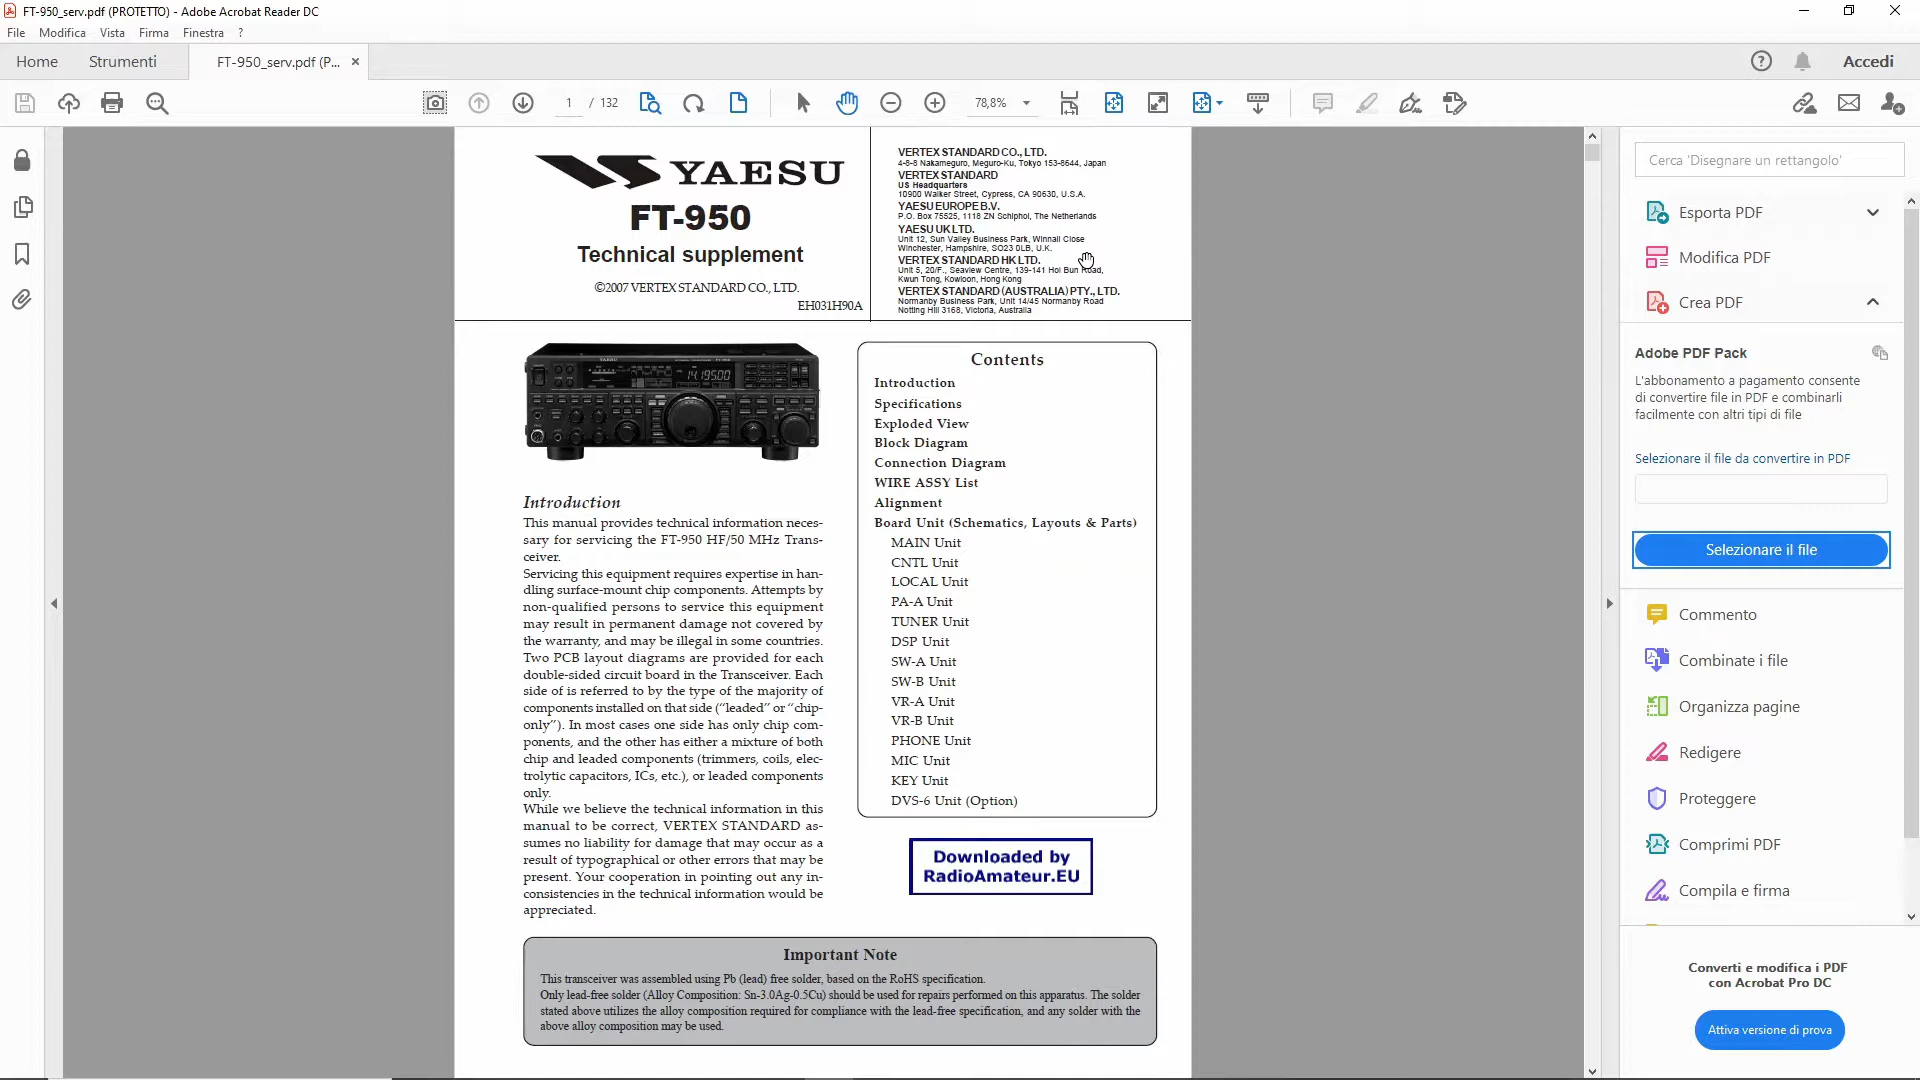 FT-950_serv.pdf (PROTETTO) - Adobe Acrobat Reader DC
File Modifica Vista Firma Finestra ?
Home Strumenti FT-950_serv.pdf (P... × Accedi
1 / 132 78,8%
YAESU
FT-950
Technical supplement
©2007 VERTEX STANDARD CO., LTD.
EH031H90A
VERTEX STANDARD CO., LTD.
4-8-8 Nakameguro, Meguro-Ku, Tokyo 153-8644, Japan
VERTEX STANDARD
US Headquarters
10900 Walker Street, Cypress, CA 90630, U.S.A.
YAESU EUROPE B.V.
P.O. Box 75525, 1118 ZN Schiphol, The Netherlands
YAESU UK LTD.
Unit 12, Sun Valley Business Park, Winnall Close
Winchester, Hampshire, SO23 0LB, U.K.
VERTEX STANDARD HK LTD.
Unit 5, 20/F., Seaview Centre, 139-141 Hoi Bun Road,
Kwun Tong, Kowloon, Hong Kong
VERTEX STANDARD (AUSTRALIA) PTY., LTD.
Normanby Business Park, Unit 14/45 Normanby Road
Notting Hill 3168, Victoria, Australia
YAESU
14.195.00
Introduction
This manual provides technical information neces-
sary for servicing the FT-950 HF/50 MHz Trans-
ceiver.
Servicing this equipment requires expertise in han-
dling surface-mount chip components. Attempts by
non-qualified persons to service this equipment
may result in permanent damage not covered by
the warranty, and may be illegal in some countries.
Two PCB layout diagrams are provided for each
double-sided circuit board in the Transceiver. Each
side of is referred to by the type of the majority of
components installed on that side (“leaded” or “chip-
only”). In most cases one side has only chip com-
ponents, and the other has either a mixture of both
chip and leaded components (trimmers, coils, elec-
trolytic capacitors, ICs, etc.), or leaded components
only.
While we believe the technical information in this
manual to be correct, VERTEX STANDARD as-
sumes no liability for damage that may occur as a
result of typographical or other errors that may be
present. Your cooperation in pointing out any in-
consistencies in the technical information would be
appreciated.
Contents
Introduction
Specifications
Exploded View
Block Diagram
Connection Diagram
WIRE ASSY List
Alignment
Board Unit (Schematics, Layouts & Parts)
MAIN Unit
CNTL Unit
LOCAL Unit
PA-A Unit
TUNER Unit
DSP Unit
SW-A Unit
SW-B Unit
VR-A Unit
VR-B Unit
PHONE Unit
MIC Unit
KEY Unit
DVS-6 Unit (Option)
Downloaded by
RadioAmateur.EU
Important Note
This transceiver was assembled using Pb (lead) free solder, based on the RoHS specification.
Only lead-free solder (Alloy Composition: Sn-3.0Ag-0.5Cu) should be used for repairs performed on this apparatus. The solder
stated above utilizes the alloy composition required for compliance with the lead-free specification, and any solder with the
above alloy composition may be used.
Cerca 'Disegnare un rettangolo'
Esporta PDF
Modifica PDF
Crea PDF
Adobe PDF Pack
L'abbonamento a pagamento consente
di convertire file in PDF e combinarli
facilmente con altri tipi di file
Selezionare il file da convertire in PDF
Selezionare il file
Commento
Combinate i file
Organizza pagine
Redigere
Proteggere
Comprimi PDF
Compila e firma
Converti e modifica i PDF
con Acrobat Pro DC
Attiva versione di prova